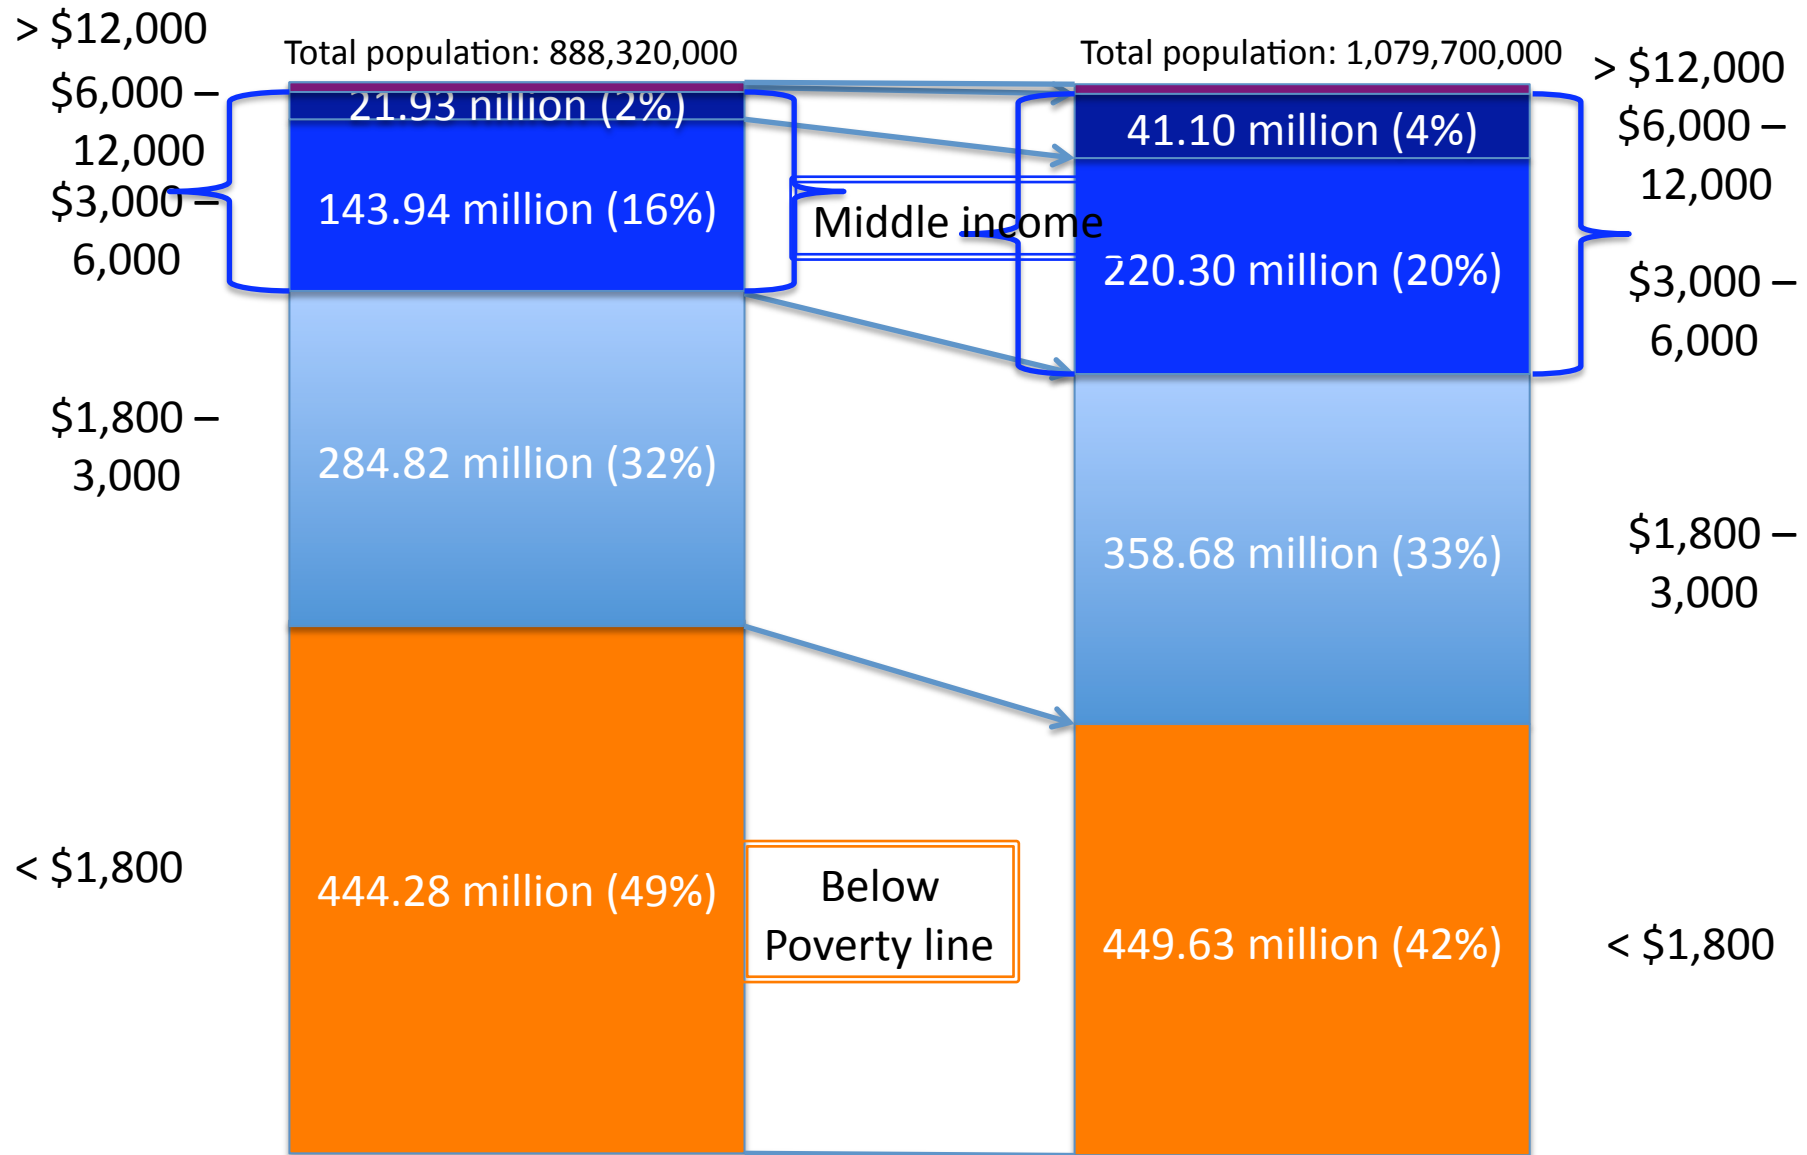 > $12,000
$6,000 –
12,000
$3,000 –
6,000
$1,800 –
3,000
< $1,800
Total population: 888,320,000
21.93 nillion (2%)
143.94 million (16%)
284.82 million (32%)
444.28 million (49%)
Middle income
Below
Poverty line
Total population: 1,079,700,000
41.10 million (4%)
220.30 million (20%)
358.68 million (33%)
449.63 million (42%)
> $12,000
$6,000 –
12,000
$3,000 –
6,000
$1,800 –
3,000
< $1,800